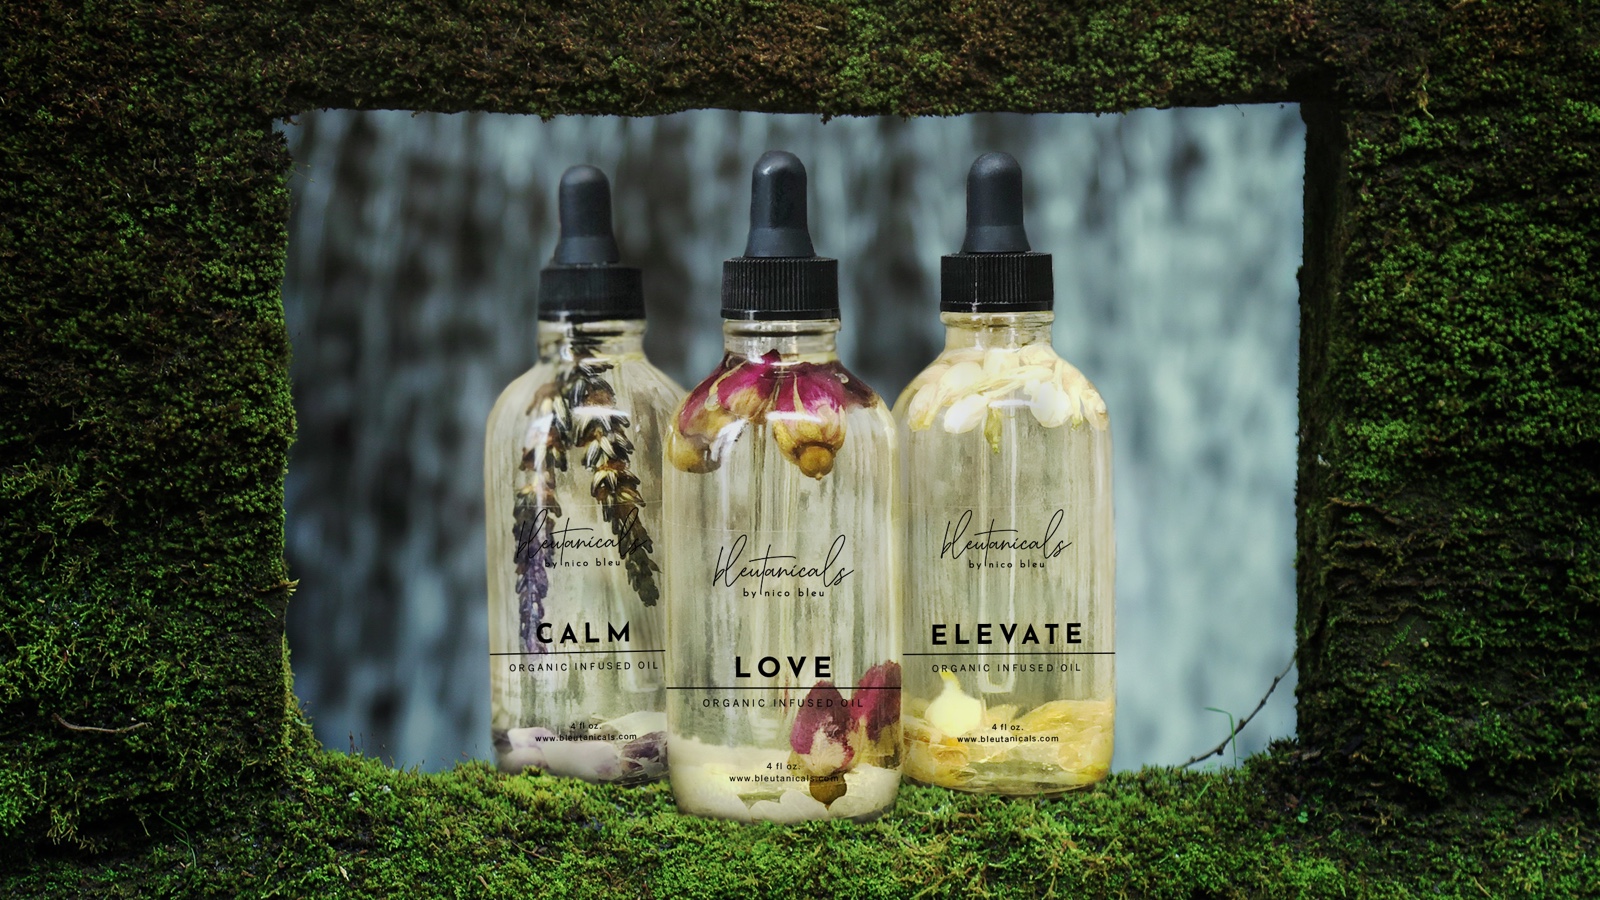 bleutanicals
by nico bleu
CALM
ORGANIC INFUSED OIL
4 fl oz.
www.bleutanicals.com
bleutanicals
by nico bleu
LOVE
ORGANIC INFUSED OIL
4 fl oz.
www.bleutanicals.com
bleutanicals
by nico bleu
ELEVATE
ORGANIC INFUSED OIL
4 fl oz.
www.bleutanicals.com